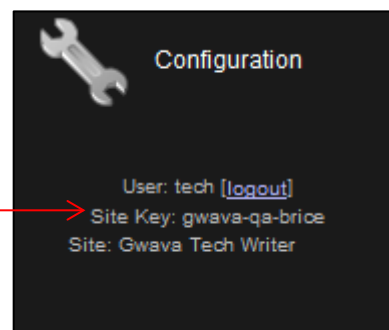 Configuration
User: tech [logout]
Site Key: gwava-qa-brice
Site: Gwava Tech Writer